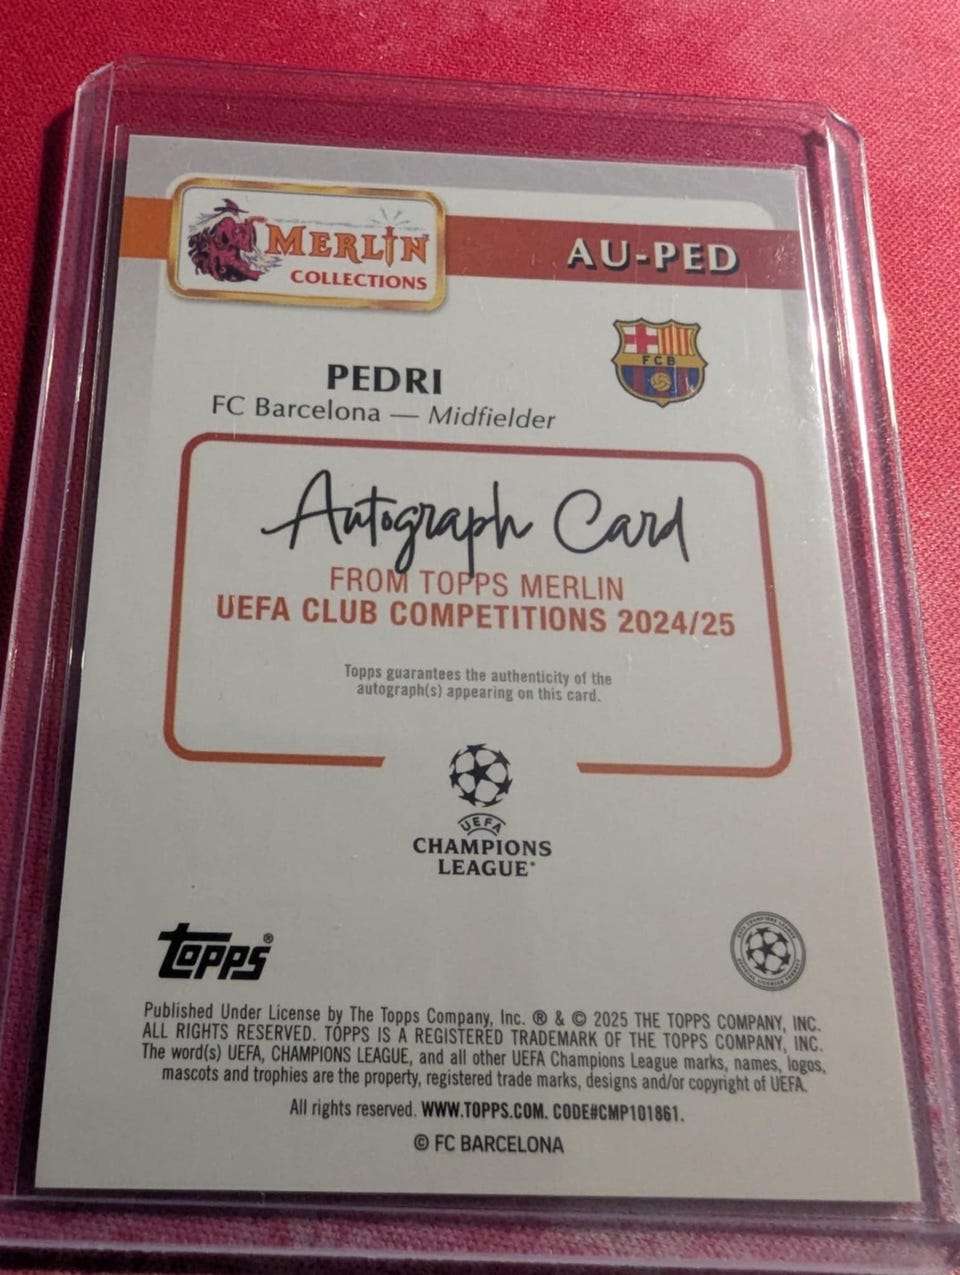 MERLIN
COLLECTIONS
AU-PED
FCB
PEDRI
FC Barcelona — Midfielder
Autograph Card
FROM TOPPS MERLIN
UEFA CLUB COMPETITIONS 2024/25
Topps guarantees the authenticity of the
autograph(s) appearing on this card.
UEFA
CHAMPIONS
LEAGUE®
Topps®
Published Under License by The Topps Company, Inc. ® & © 2025 THE TOPPS COMPANY, INC.
ALL RIGHTS RESERVED. TOPPS IS A REGISTERED TRADEMARK OF THE TOPPS COMPANY, INC.
The word(s) UEFA, CHAMPIONS LEAGUE, and all other UEFA Champions League marks, names, logos,
mascots and trophies are the property, registered trade marks, designs and/or copyright of UEFA.
All rights reserved. WWW.TOPPS.COM. CODE#CMP101861.
© FC BARCELONA